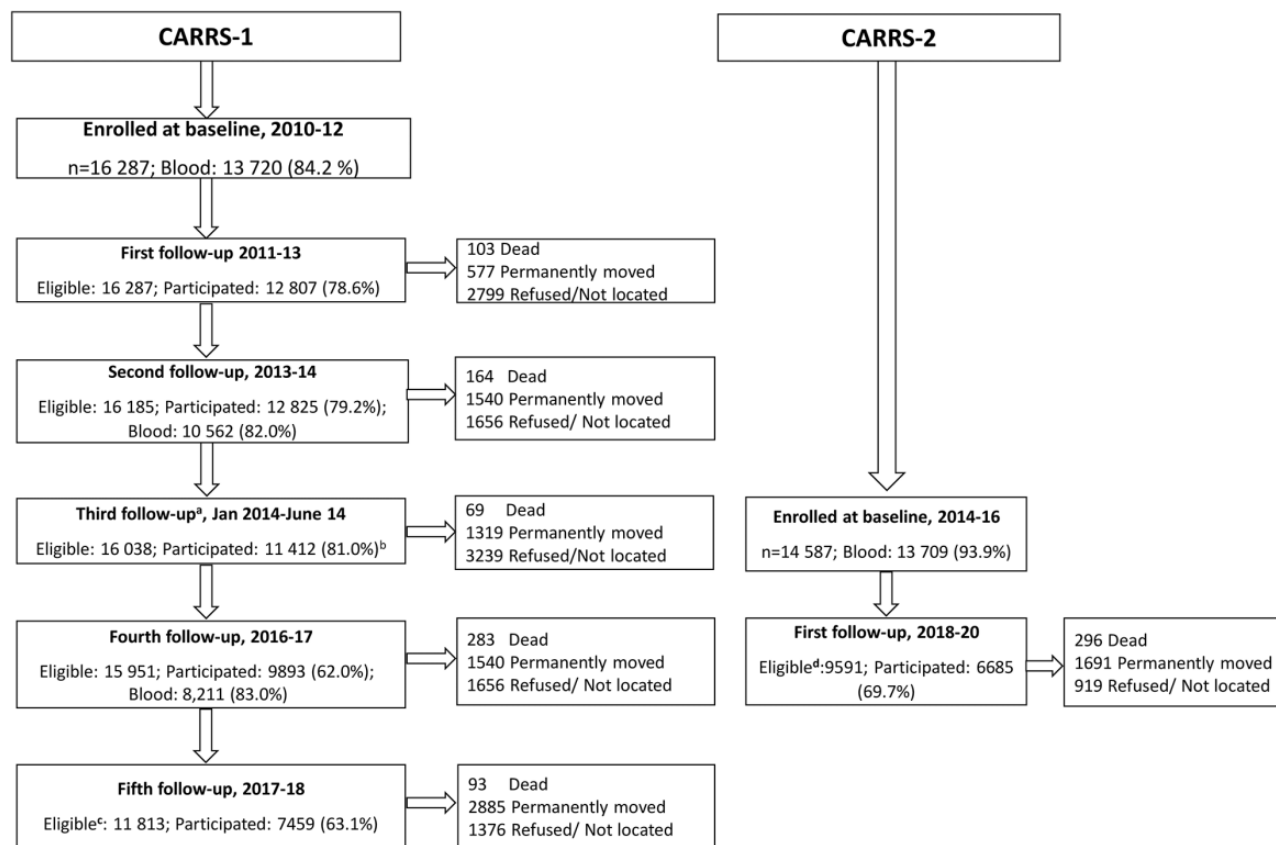 CARRS-1
Enrolled at baseline, 2010-12
n=16 287; Blood: 13 720 (84.2 %)
First follow-up 2011-13
Eligible: 16 287; Participated: 12 807 (78.6%)
103 Dead
577 Permanently moved
2799 Refused/Not located
Second follow-up, 2013-14
Eligible: 16 185; Participated: 12 825 (79.2%);
Blood: 10 562 (82.0%)
164 Dead
1540 Permanently moved
1656 Refused/ Not located
Third follow-upᵃ, Jan 2014-June 14
Eligible: 16 038; Participated: 11 412 (81.0%)ᵇ
69 Dead
1319 Permanently moved
3239 Refused/Not located
Fourth follow-up, 2016-17
Eligible: 15 951; Participated: 9893 (62.0%);
Blood: 8,211 (83.0%)
283 Dead
1540 Permanently moved
1656 Refused/ Not located
Fifth follow-up, 2017-18
Eligibleᶜ: 11 813; Participated: 7459 (63.1%)
93 Dead
2885 Permanently moved
1376 Refused/ Not located
CARRS-2
Enrolled at baseline, 2014-16
n=14 587; Blood: 13 709 (93.9%)
First follow-up, 2018-20
Eligibleᵈ:9591; Participated: 6685
(69.7%)
296 Dead
1691 Permanently moved
919 Refused/ Not located